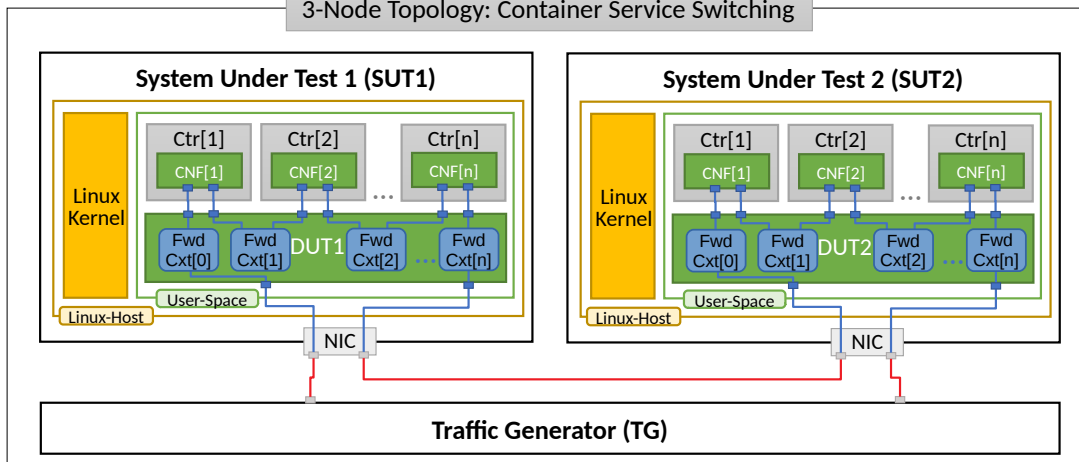 3-Node Topology: Container Service Switching
System Under Test 1 (SUT1)
Linux
Kernel
Ctr[1]
CNF[1]
Ctr[2]
CNF[2]
...
Ctr[n]
CNF[n]
DUT1
Fwd
Cxt[0]
Fwd
Cxt[1]
Fwd
Cxt[2]
...
Fwd
Cxt[n]
User-Space
Linux-Host
NIC
System Under Test 2 (SUT2)
Linux
Kernel
Ctr[1]
CNF[1]
Ctr[2]
CNF[2]
...
Ctr[n]
CNF[n]
DUT2
Fwd
Cxt[0]
Fwd
Cxt[1]
Fwd
Cxt[2]
...
Fwd
Cxt[n]
User-Space
Linux-Host
NIC
Traffic Generator (TG)